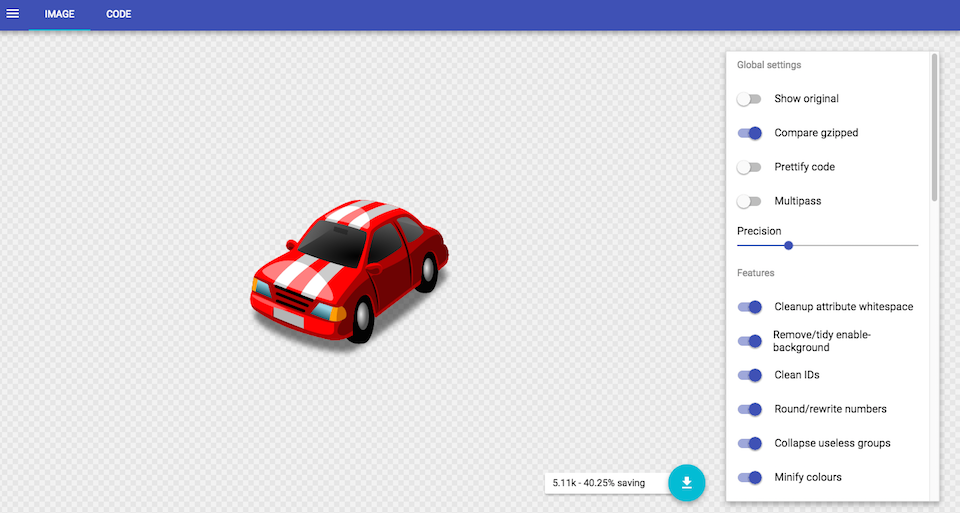 IMAGE CODE
Global settings
Show original
Compare gzipped
Prettify code
Multipass
Precision
Features
Cleanup attribute whitespace
Remove/tidy enable-
background
Clean IDs
Round/rewrite numbers
Collapse useless groups
Minify colours
5.11k - 40.25% saving